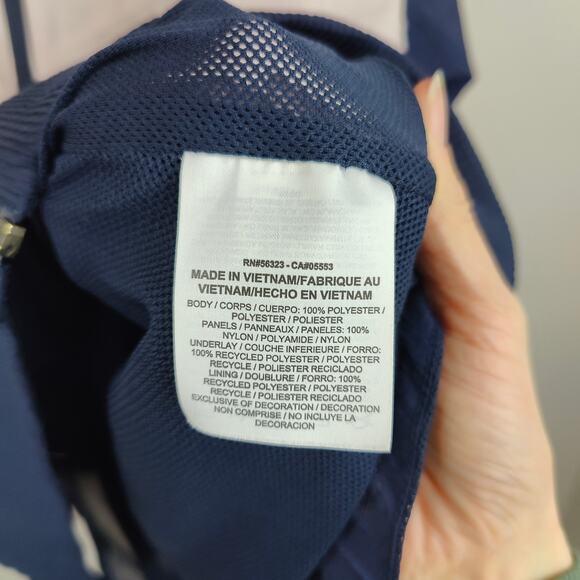 RN#56323 - CA#05553
MADE IN VIETNAM/FABRIQUE AU
VIETNAM/HECHO EN VIETNAM
BODY / CORPS / CUERPO: 100% POLYESTER /
POLYESTER / POLIESTER
PANELS / PANNEAUX / PANELES: 100%
NYLON / POLYAMIDE / NYLON
UNDERLAY / COUCHE INFERIEURE / FORRO:
100% RECYCLED POLYESTER / POLYESTER
RECYCLE / POLIESTER RECICLADO
LINING / DOUBLURE / FORRO: 100%
RECYCLED POLYESTER / POLYESTER
RECYCLE / POLIESTER RECICLADO
EXCLUSIVE OF DECORATION / DECORATION
NON COMPRISE / NO INCLUYE LA
DECORACION